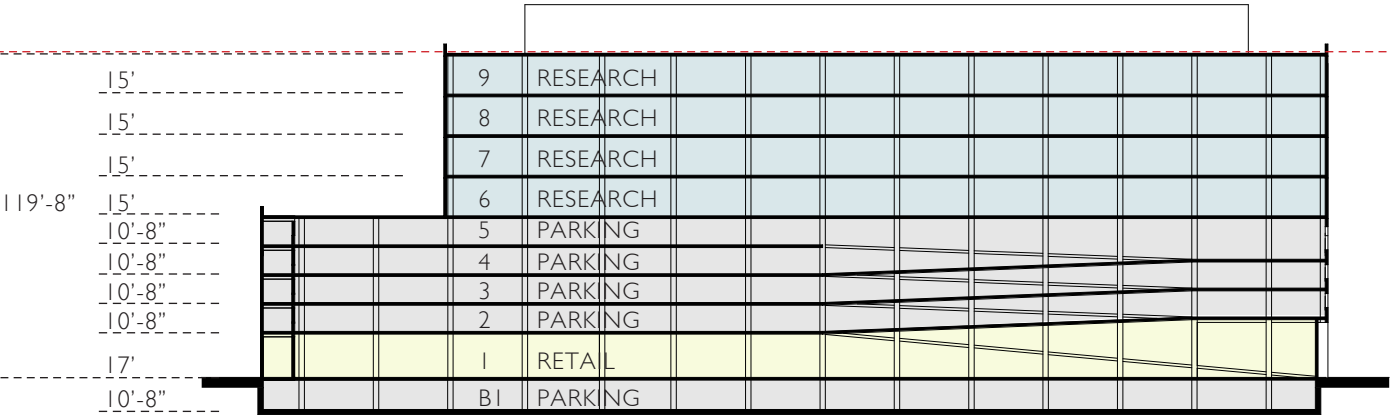 15' 9 RESEARCH
15' 8 RESEARCH
15' 7 RESEARCH
119'-8" 15' 6 RESEARCH
10'-8" 5 PARKING
10'-8" 4 PARKING
10'-8" 3 PARKING
10'-8" 2 PARKING
17' 1 RETAIL
10'-8" B1 PARKING